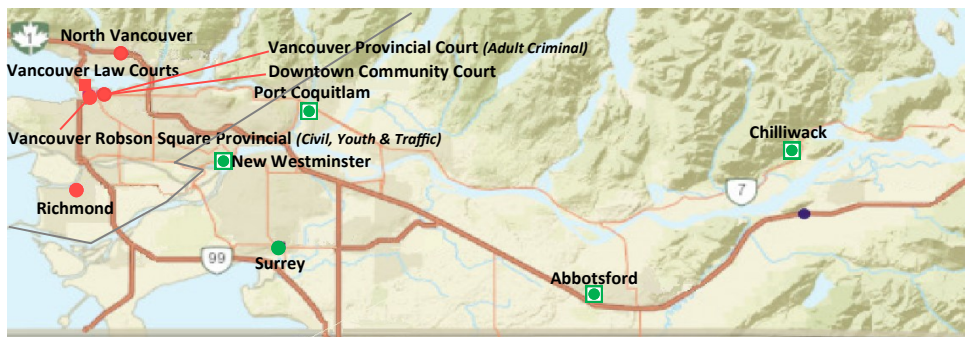 1
North Vancouver
Vancouver Provincial Court (Adult Criminal)
Vancouver Law Courts
Downtown Community Court
Port Coquitlam
Vancouver Robson Square Provincial (Civil, Youth & Traffic)
Chilliwack
New Westminster
7
Richmond
99
Surrey
Abbotsford